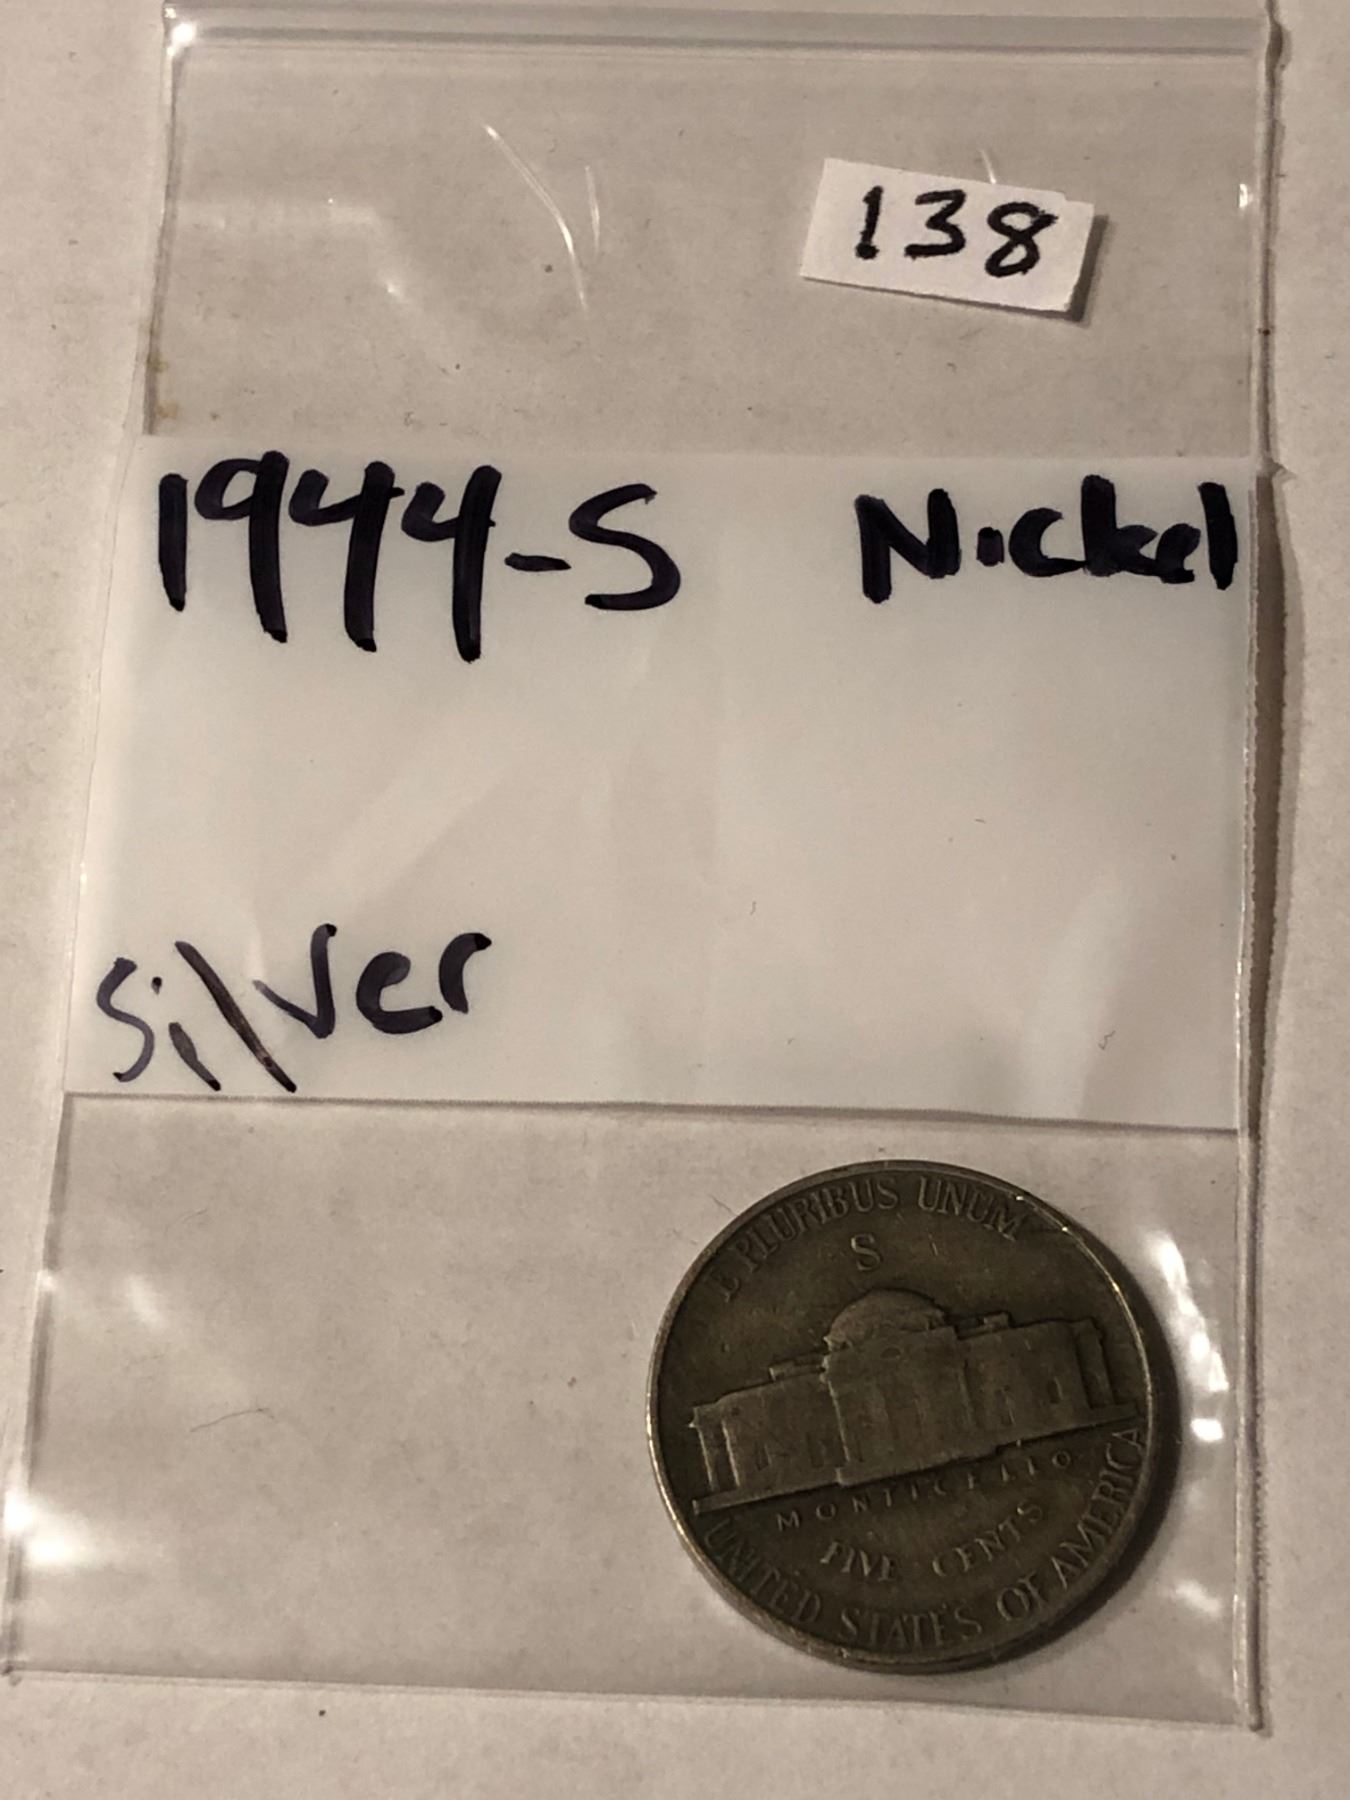 138
1944-S Nickel
Silver
E PLURIBUS UNUM
S
MONTICELLO
FIVE CENTS
UNITED STATES OF AMERICA